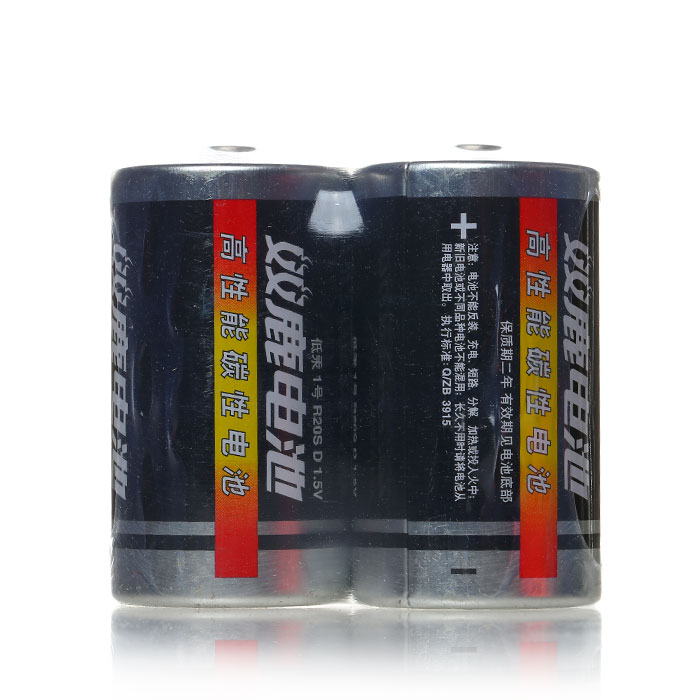 双鹿电池
高性能碳性电池
双鹿电池
低汞 1号 R20S D 1.5V
+
注意：电池不能反装、充电、短路、分解、加热或投入火中；
新旧电池或不同品种电池不能混用；长久不用时请将电池从
用电器中取出。执行标准：Q/ZB 3915
−
保质期二年 有效期见电池底部
高性能碳性电池
双鹿电池